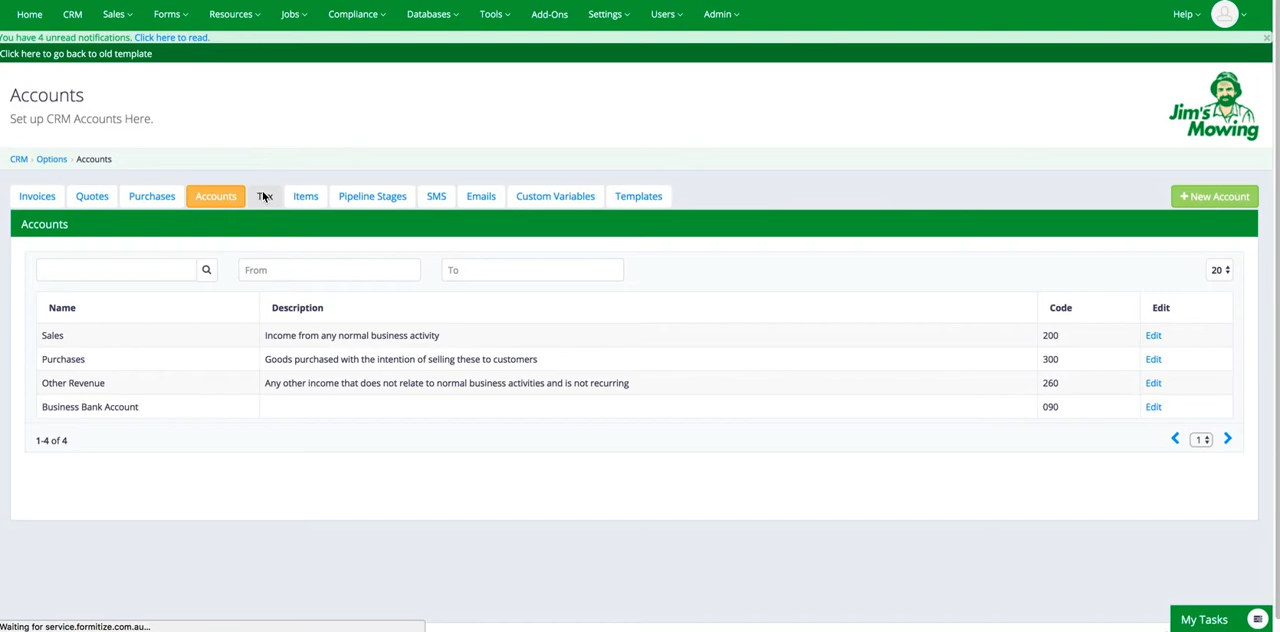 Home CRM Sales Forms Resources Jobs Compliance Databases Tools Add-Ons Settings Users Admin Help
You have 4 unread notifications. Click here to read.
Click here to go back to old template
Accounts
Set up CRM Accounts Here.
Jim's Mowing
CRM › Options › Accounts
Invoices Quotes Purchases Accounts Tax Items Pipeline Stages SMS Emails Custom Variables Templates + New Account
Accounts
From To 20
Name Description Code Edit
Sales Income from any normal business activity 200 Edit
Purchases Goods purchased with the intention of selling these to customers 300 Edit
Other Revenue Any other income that does not relate to normal business activities and is not recurring 260 Edit
Business Bank Account 090 Edit
1-4 of 4 1
My Tasks
Waiting for service.formitize.com.au...